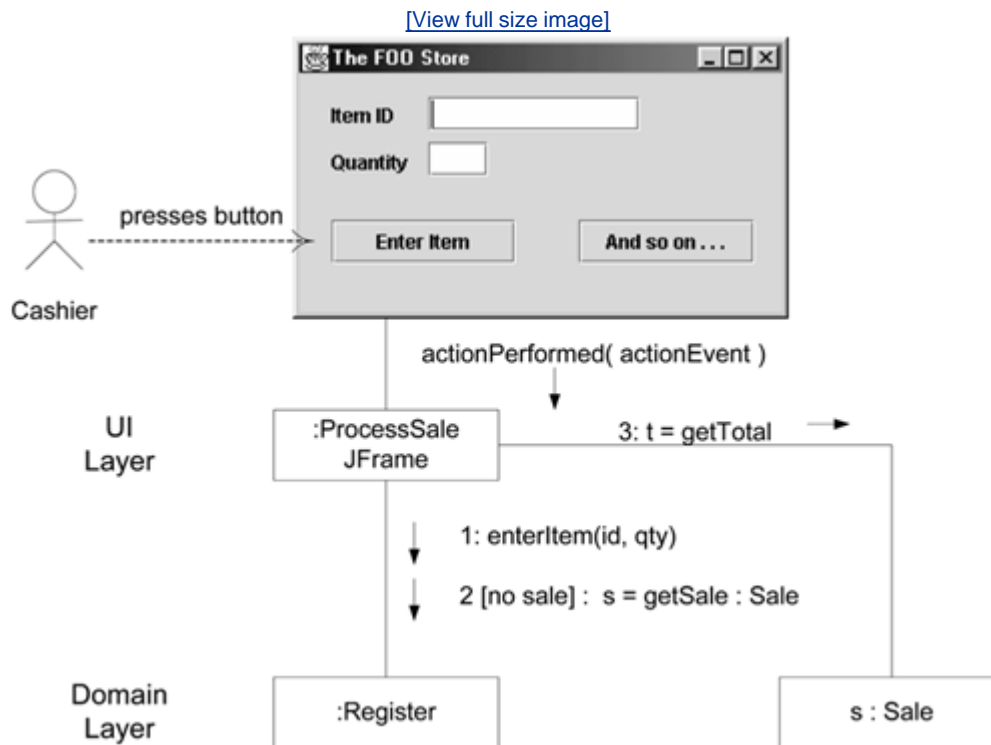 [View full size image]
The FOO Store
Item ID
Quantity
presses button
Enter Item
And so on . . .
Cashier
actionPerformed( actionEvent )
UI
Layer
:ProcessSale
JFrame
3: t = getTotal
1: enterItem(id, qty)
2 [no sale] : s = getSale : Sale
Domain
Layer
:Register
s : Sale